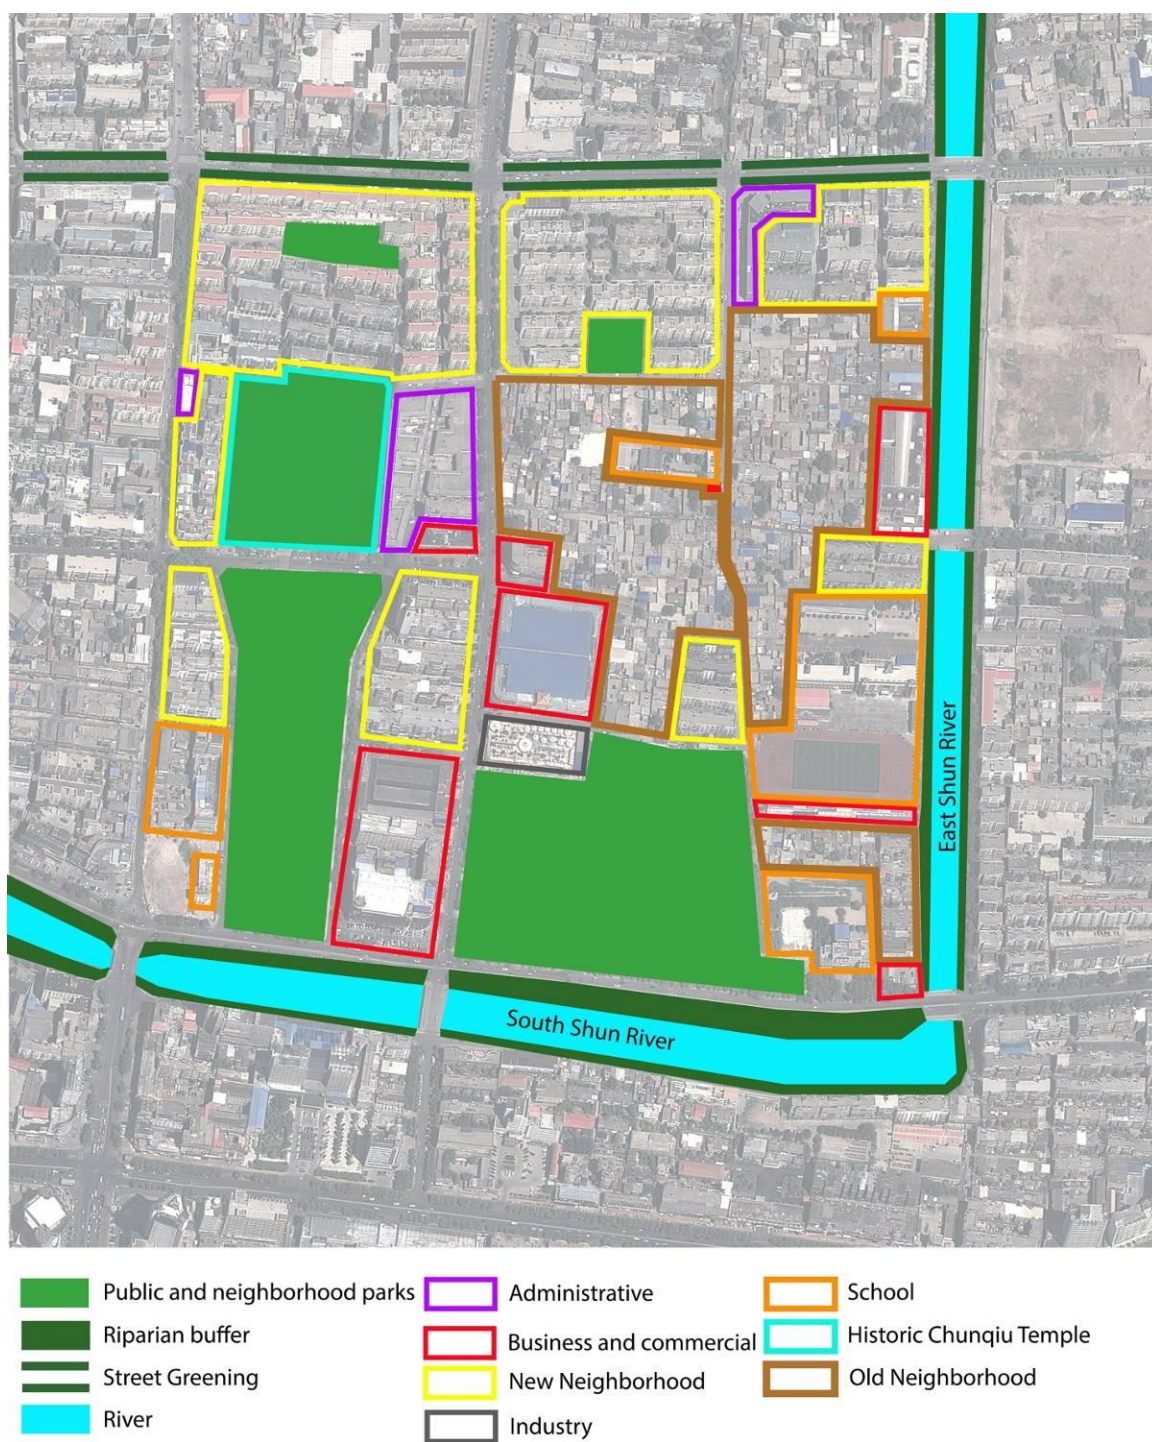 East Shun River
South Shun River
Public and neighborhood parks
Riparian buffer
Street Greening
River
Administrative
Business and commercial
New Neighborhood
Industry
School
Historic Chunqiu Temple
Old Neighborhood